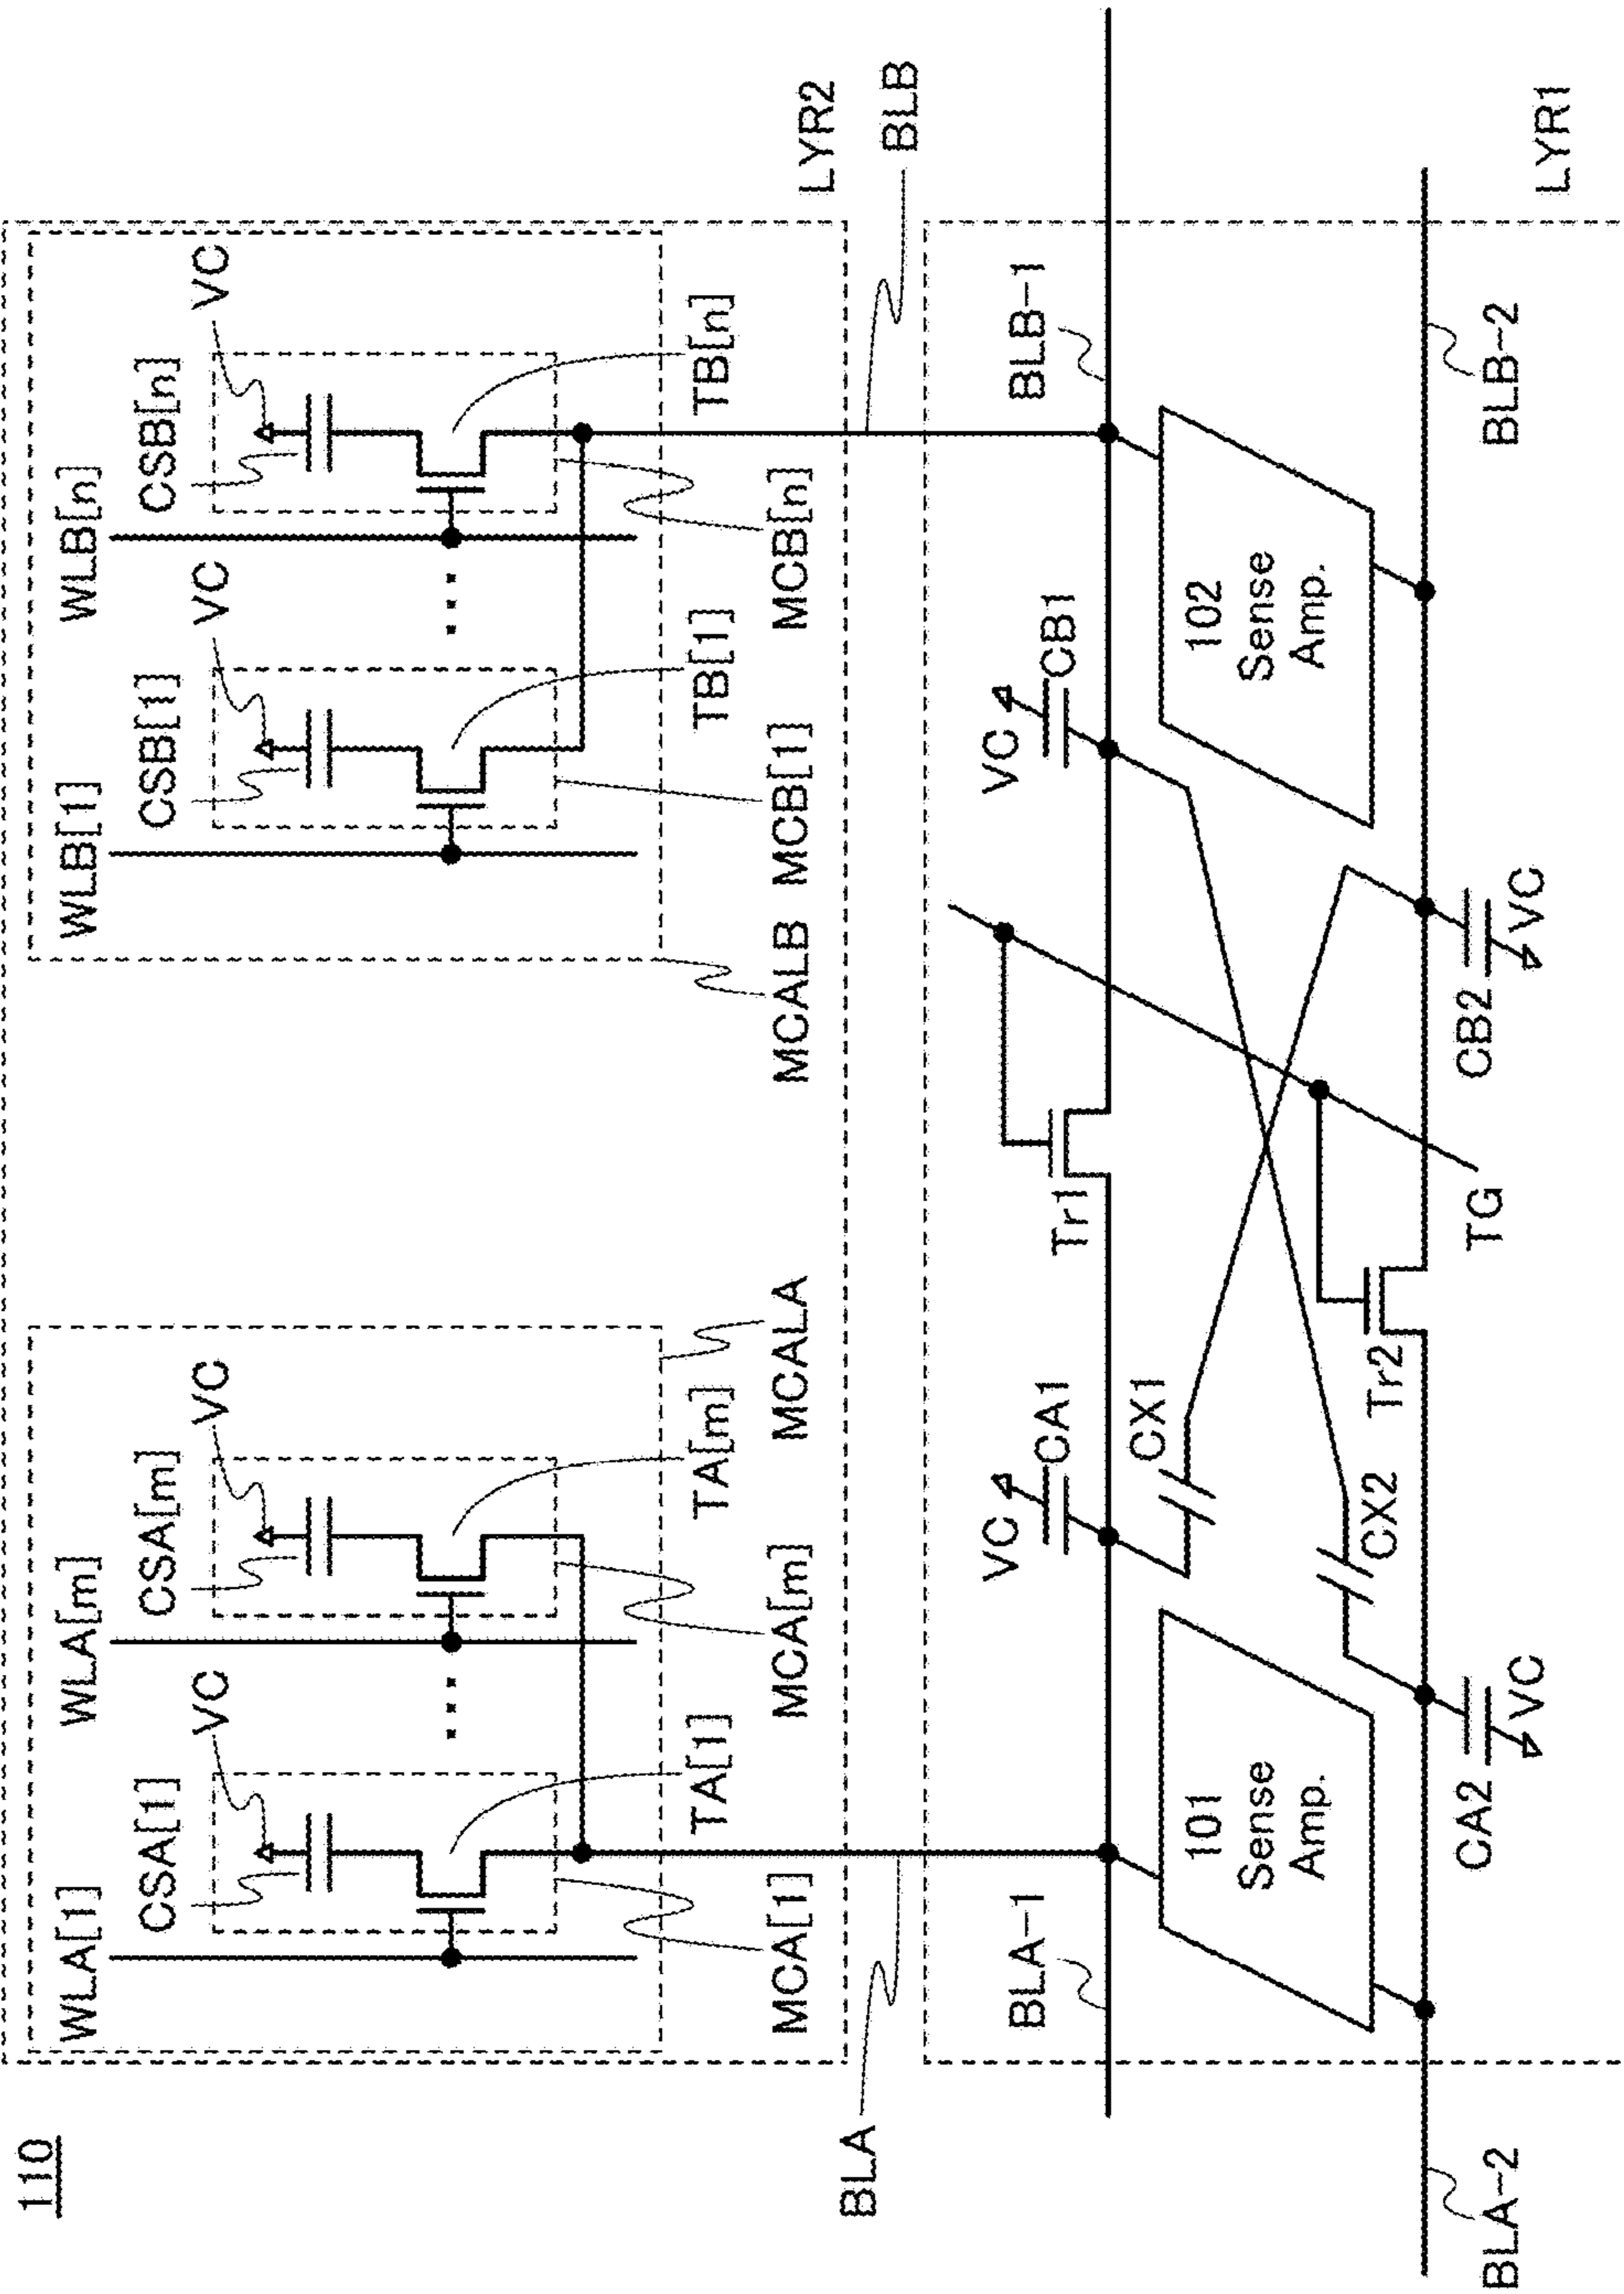 110
WLA[1]
WLA[m]
WLB[1]
WLB[n]
CSA[1]
VC
CSA[m]
VC
CSB[1]
VC
CSB[n]
VC
TA[1]
TA[m]
TB[1]
TB[n]
MCA[1]
MCA[m]
MCALA
MCALB
MCB[1]
MCB[n]
LYR2
BLA
BLB
BLA-1
VC
CA1
Tr1
VC
CB1
BLB-1
CX1
101
Sense
Amp.
102
Sense
Amp.
CX2
Tr2
CA2
VC
TG
CB2
VC
BLA-2
BLB-2
LYR1